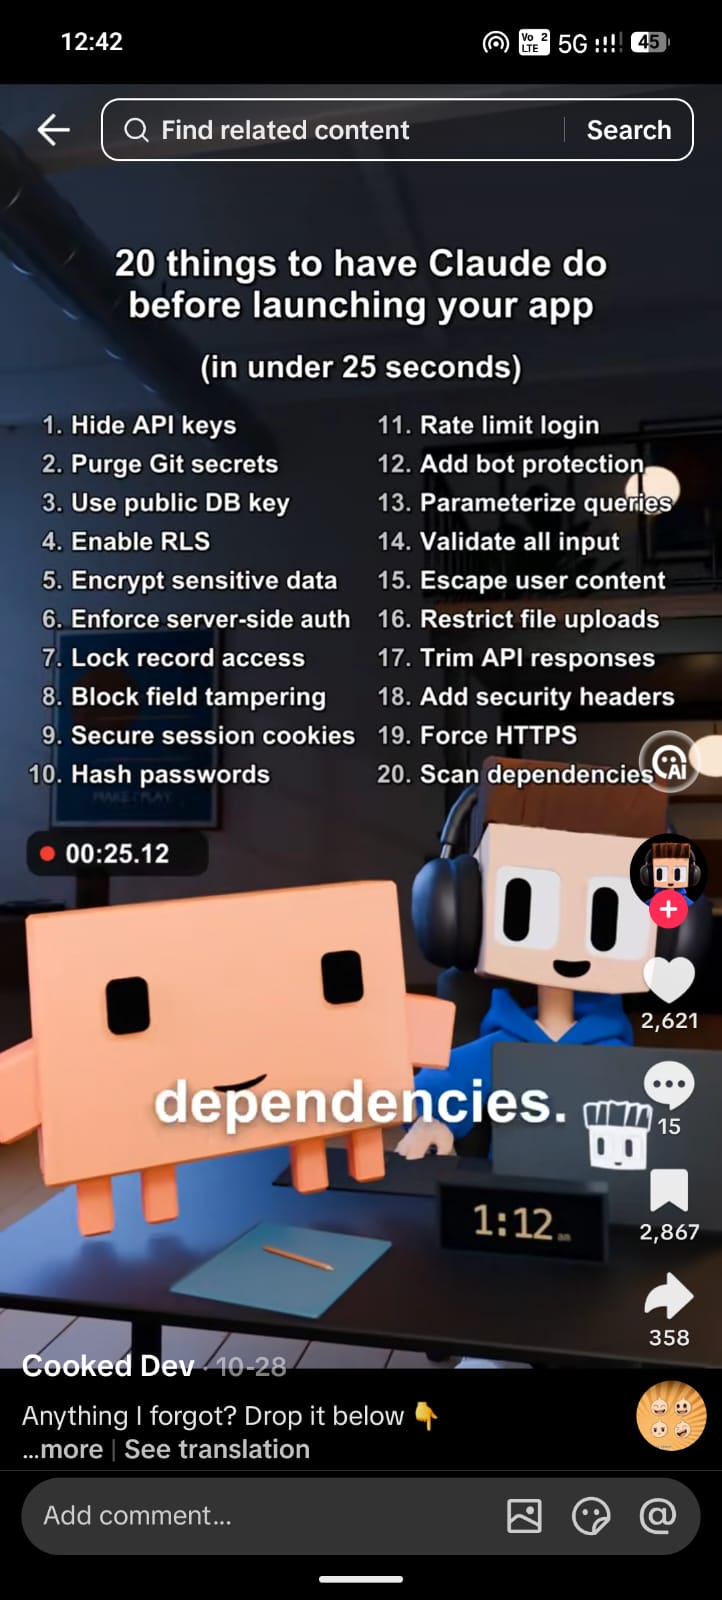 12:42
Vo 2
LTE
5G
45
Find related content
Search
20 things to have Claude do
before launching your app
(in under 25 seconds)
1. Hide API keys
2. Purge Git secrets
3. Use public DB key
4. Enable RLS
5. Encrypt sensitive data
6. Enforce server-side auth
7. Lock record access
8. Block field tampering
9. Secure session cookies
10. Hash passwords
11. Rate limit login
12. Add bot protection
13. Parameterize queries
14. Validate all input
15. Escape user content
16. Restrict file uploads
17. Trim API responses
18. Add security headers
19. Force HTTPS
20. Scan dependencies
AI
00:25.12
2,621
dependencies.
15
1:12 am
2,867
358
Cooked Dev · 10-28
Anything I forgot? Drop it below 👇
...more | See translation
Add comment...